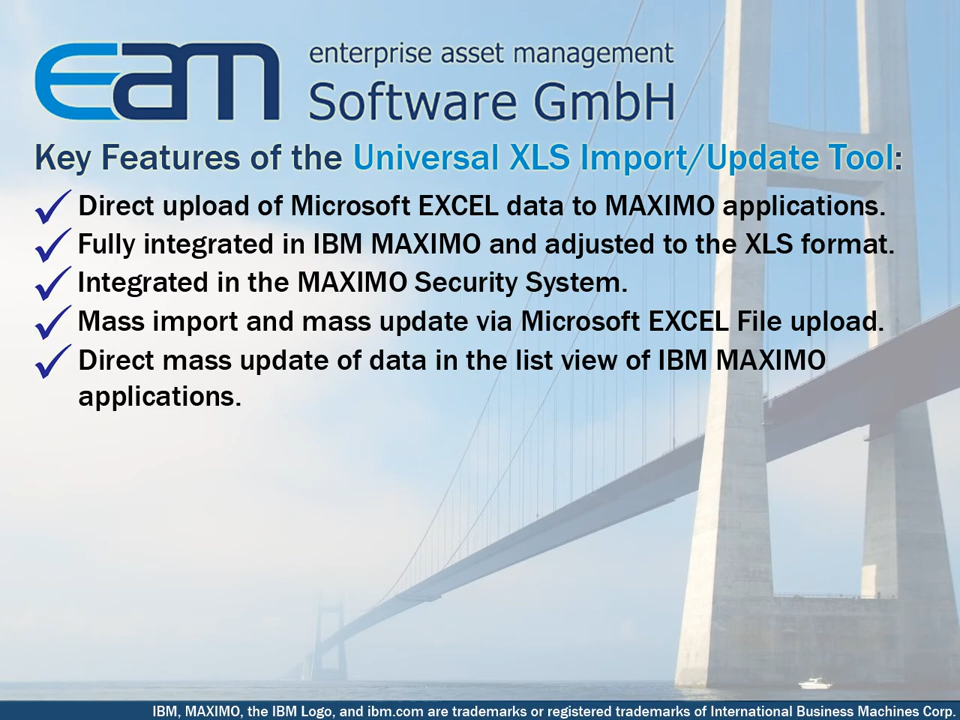 eam enterprise asset management
Software GmbH
Key Features of the Universal XLS Import/Update Tool:
Direct upload of Microsoft EXCEL data to MAXIMO applications.
Fully integrated in IBM MAXIMO and adjusted to the XLS format.
Integrated in the MAXIMO Security System.
Mass import and mass update via Microsoft EXCEL File upload.
Direct mass update of data in the list view of IBM MAXIMO
applications.
IBM, MAXIMO, the IBM Logo, and ibm.com are trademarks or registered trademarks of International Business Machines Corp.